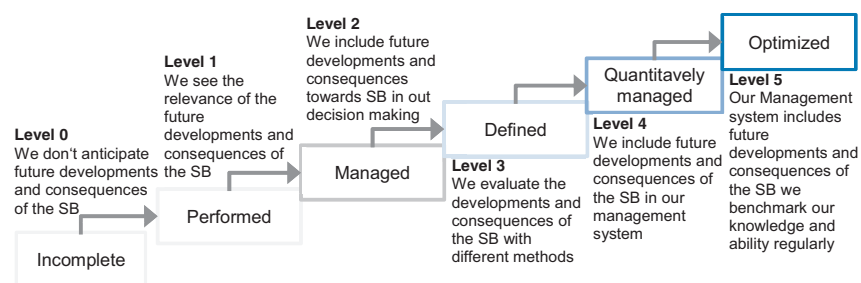 Level 0
We don't anticipate
future developments
and consequences
of the SB
Incomplete
Level 1
We see the
relevance of the
future
developments and
consequences of
the SB
Performed
Level 2
We include future
developments and
consequences
towards SB in out
decision making
Managed
Defined
Level 3
We evaluate the
developments and
consequences of
the SB with
different methods
Quantitavely
managed
Level 4
We include future
developments and
consequences of
the SB in our
management
system
Optimized
Level 5
Our Management
system includes
future
developments and
consequences of
the SB we
benchmark our
knowledge and
ability regularly